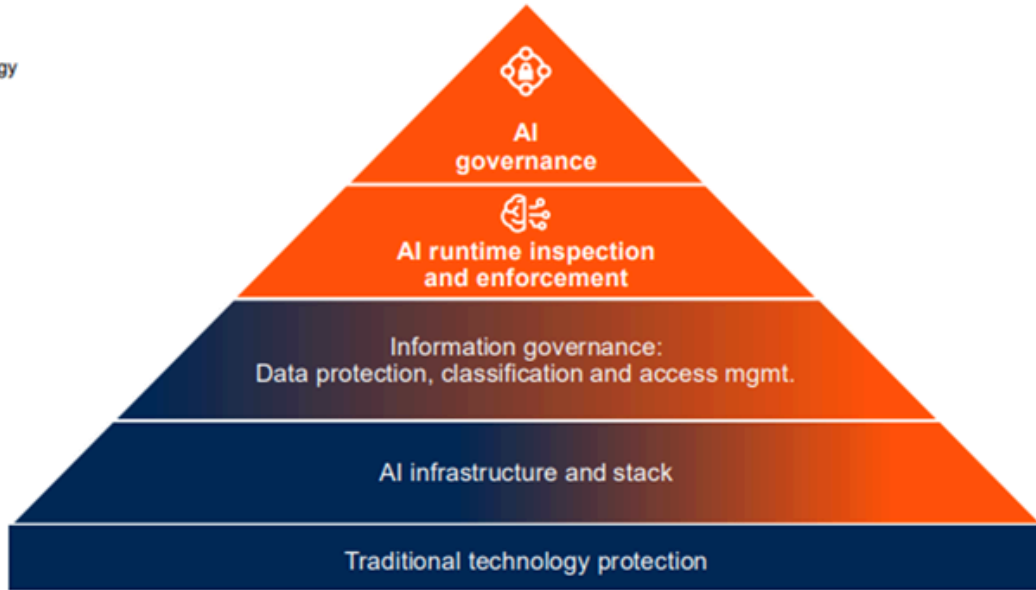 gy
AI
governance
AI runtime inspection
and enforcement
Information governance:
Data protection, classification and access mgmt.
AI infrastructure and stack
Traditional technology protection